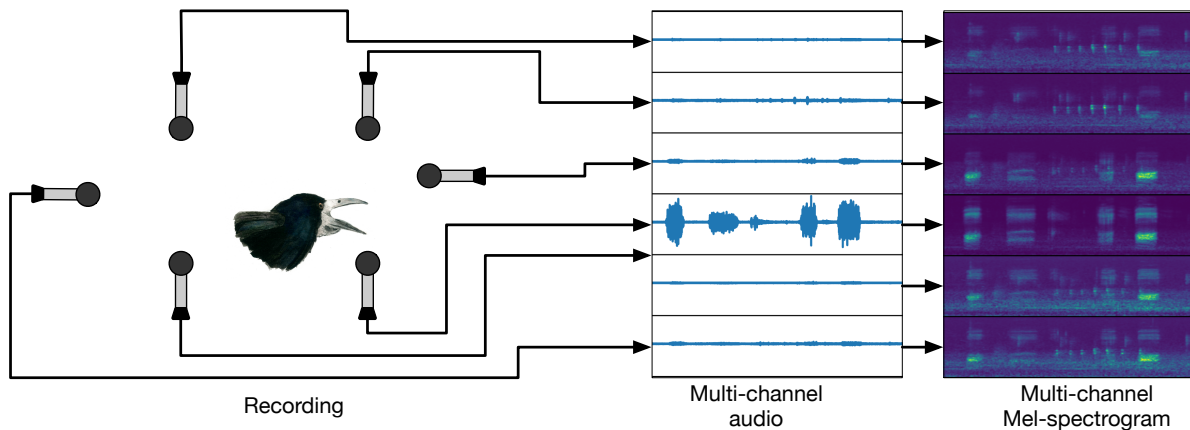 Recording
Multi-channel
audio
Multi-channel
Mel-spectrogram